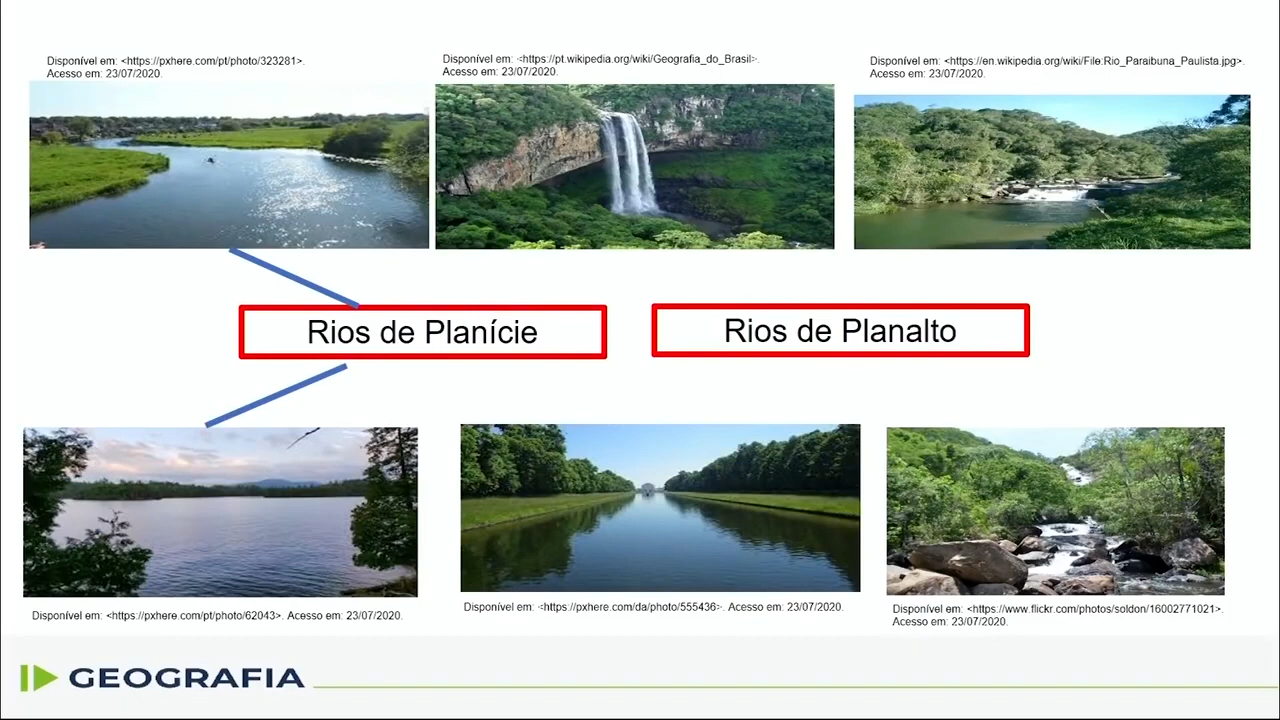 Disponível em: <https://pxhere.com/pt/photo/323281>.
Acesso em: 23/07/2020.
Disponível em: <https://pt.wikipedia.org/wiki/Geografia_do_Brasil>.
Acesso em: 23/07/2020.
Disponível em: <https://en.wikipedia.org/wiki/File:Rio_Paraibuna_Paulista.jpg>.
Acesso em: 23/07/2020.
Rios de Planície
Rios de Planalto
Disponível em: <https://pxhere.com/pt/photo/62043>. Acesso em: 23/07/2020.
Disponível em: <https://pxhere.com/da/photo/555436>. Acesso em: 23/07/2020.
Disponível em: <https://www.flickr.com/photos/soldon/16002771021>.
Acesso em: 23/07/2020.
GEOGRAFIA